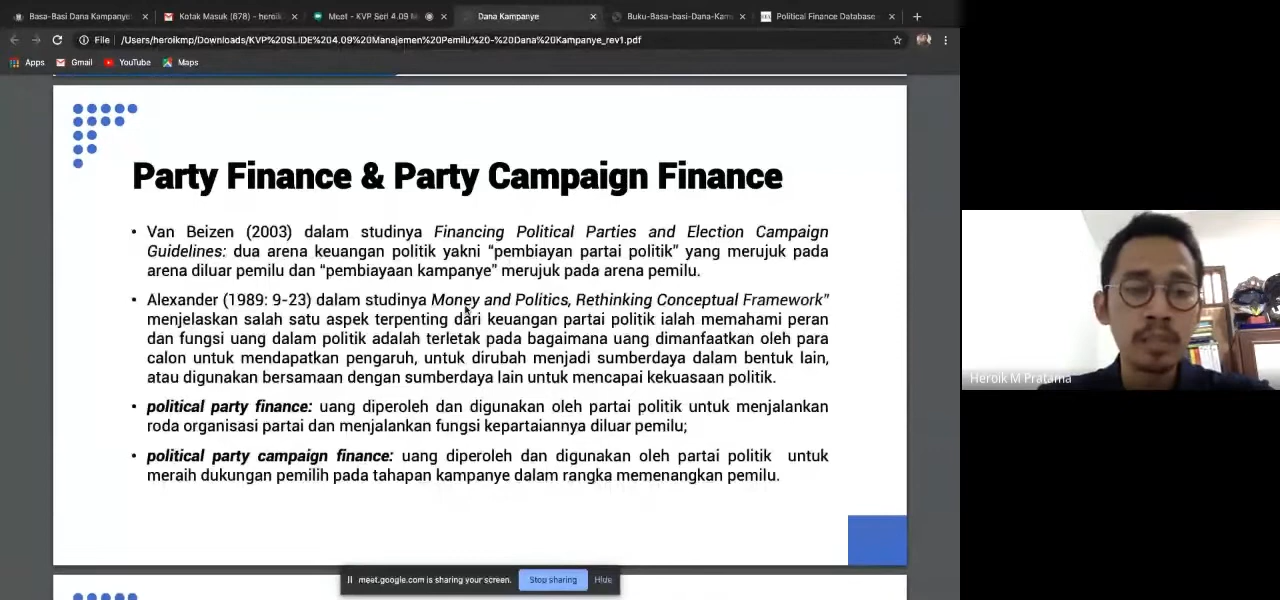 Basa-Basi Dana Kampanye
Kotak Masuk (678) - heroik
Meet - KVP Seri 4.09 M
Dana Kampanye
Buku-Basa-basi-Dana-Kam
Political Finance Database
File
/Users/heroikmp/Downloads/KVP%20SLIDE%204.09%20Manajemen%20Pemilu%20-%20Dana%20Kampanye_rev1.pdf
Apps Gmail YouTube Maps
Party Finance & Party Campaign Finance
• Van Beizen (2003) dalam studinya Financing Political Parties and Election Campaign
Guidelines: dua arena keuangan politik yakni “pembiayan partai politik” yang merujuk pada
arena diluar pemilu dan “pembiayaan kampanye” merujuk pada arena pemilu.
• Alexander (1989: 9-23) dalam studinya Money and Politics, Rethinking Conceptual Framework”
menjelaskan salah satu aspek terpenting dari keuangan partai politik ialah memahami peran
dan fungsi uang dalam politik adalah terletak pada bagaimana uang dimanfaatkan oleh para
calon untuk mendapatkan pengaruh, untuk dirubah menjadi sumberdaya dalam bentuk lain,
atau digunakan bersamaan dengan sumberdaya lain untuk mencapai kekuasaan politik.
• political party finance: uang diperoleh dan digunakan oleh partai politik untuk menjalankan
roda organisasi partai dan menjalankan fungsi kepartaiannya diluar pemilu;
• political party campaign finance: uang diperoleh dan digunakan oleh partai politik untuk
meraih dukungan pemilih pada tahapan kampanye dalam rangka memenangkan pemilu.
meet.google.com is sharing your screen. Stop sharing Hide
Heroik M Pratama